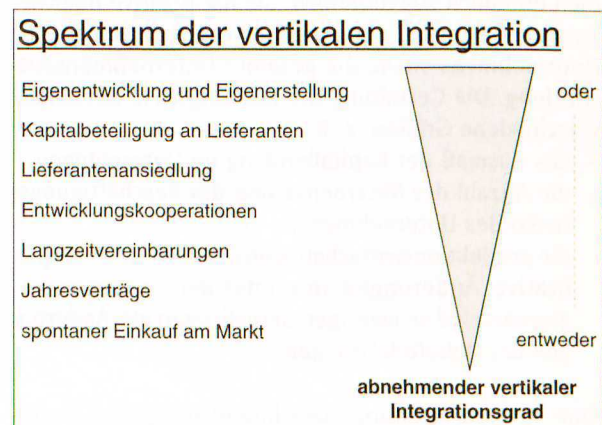 Spektrum der vertikalen Integration
Eigenentwicklung und Eigenerstellung
oder
Kapitalbeteiligung an Lieferanten
Lieferantenansiedlung
Entwicklungskooperationen
Langzeitvereinbarungen
Jahresverträge
spontaner Einkauf am Markt
entweder
abnehmender vertikaler
Integrationsgrad